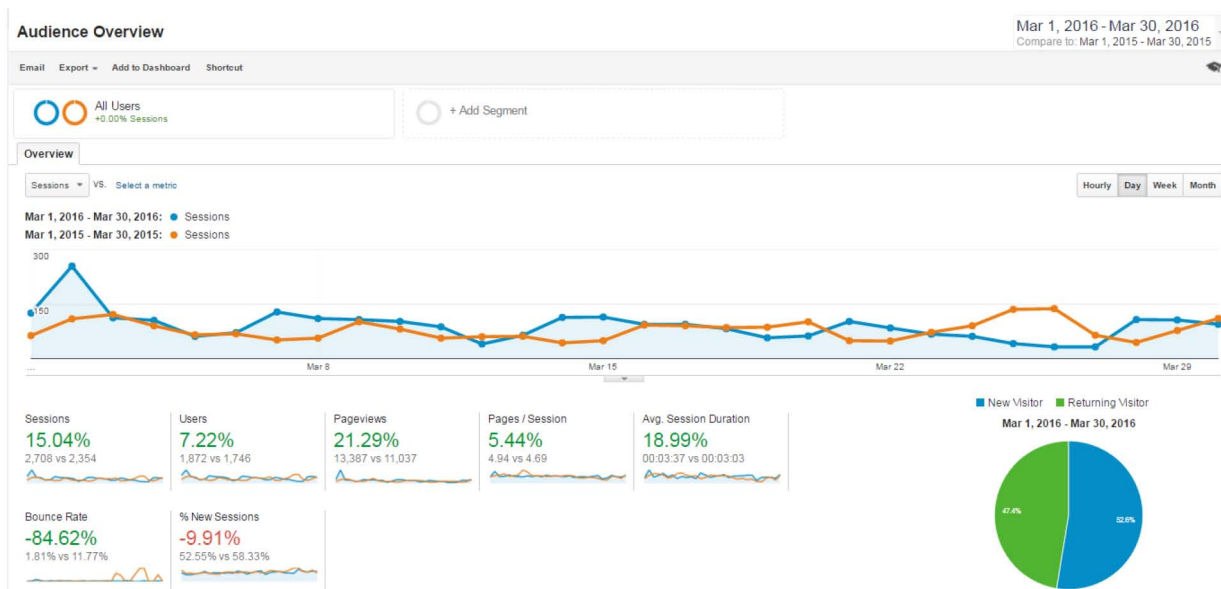 Audience Overview
Mar 1, 2016 - Mar 30, 2016
Compare to: Mar 1, 2015 - Mar 30, 2015
Email Export Add to Dashboard Shortcut
All Users
+0.00% Sessions
+ Add Segment
Overview
Sessions VS. Select a metric
Hourly Day Week Month
Mar 1, 2016 - Mar 30, 2016: Sessions
Mar 1, 2015 - Mar 30, 2015: Sessions
300
150
... Mar 8 Mar 15 Mar 22 Mar 29
New Visitor Returning Visitor
Mar 1, 2016 - Mar 30, 2016
47.4%
52.6%
Sessions
15.04%
2,708 vs 2,354
Users
7.22%
1,872 vs 1,746
Pageviews
21.29%
13,387 vs 11,037
Pages / Session
5.44%
4.94 vs 4.69
Avg. Session Duration
18.99%
00:03:37 vs 00:03:03
Bounce Rate
-84.62%
1.81% vs 11.77%
% New Sessions
-9.91%
52.55% vs 58.33%